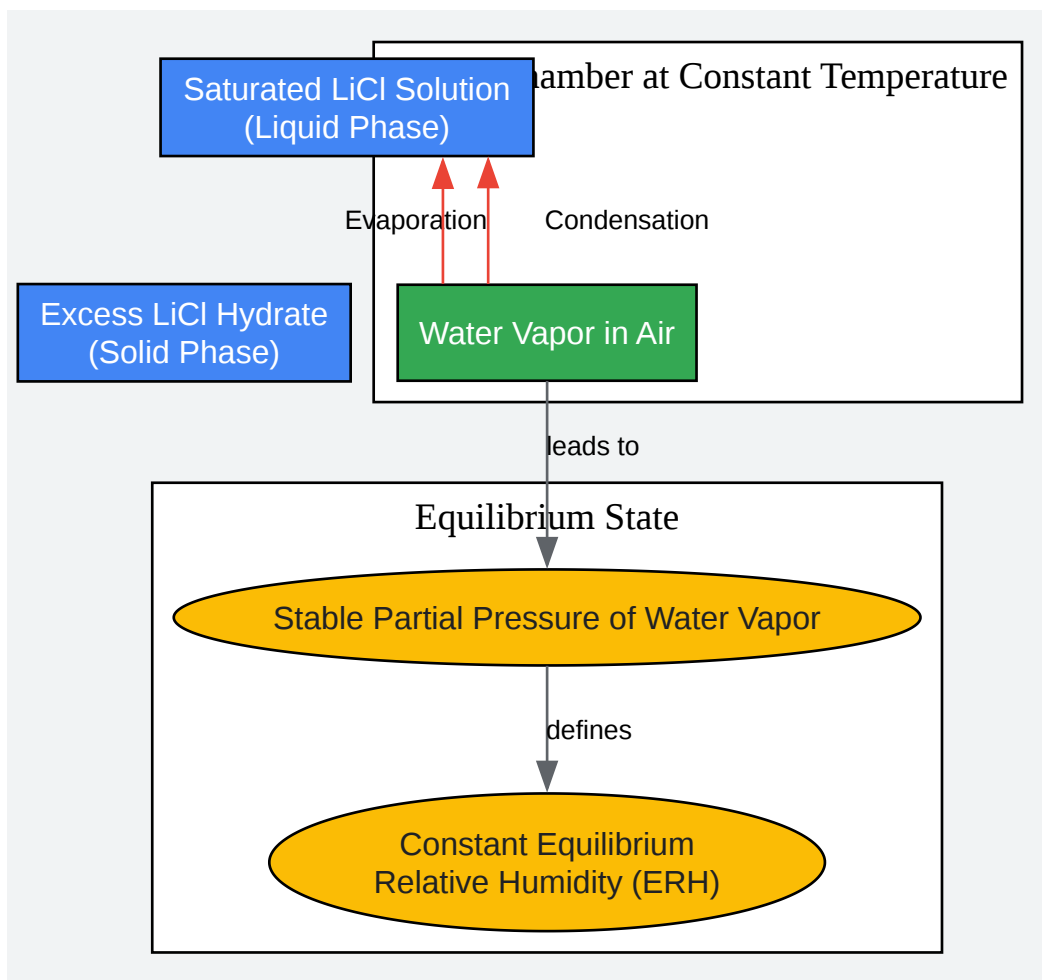 Saturated LiCl Solution
(Liquid Phase)
at Constant Temperature
Evaporation
Condensation
Excess LiCl Hydrate
(Solid Phase)
Water Vapor in Air
leads to
Equilibrium State
Stable Partial Pressure of Water Vapor
defines
Constant Equilibrium
Relative Humidity (ERH)